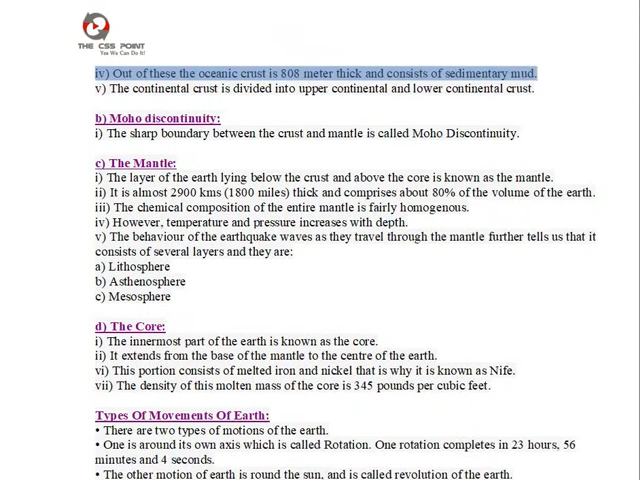 THE CSS POINT
Yes We Can Do It!
iv) Out of these the oceanic crust is 808 meter thick and consists of sedimentary mud.
v) The continental crust is divided into upper continental and lower continental crust.
b) Moho discontinuity:
i) The sharp boundary between the crust and mantle is called Moho Discontinuity.
c) The Mantle:
i) The layer of the earth lying below the crust and above the core is known as the mantle.
ii) It is almost 2900 kms (1800 miles) thick and comprises about 80% of the volume of the earth.
iii) The chemical composition of the entire mantle is fairly homogenous.
iv) However, temperature and pressure increases with depth.
v) The behaviour of the earthquake waves as they travel through the mantle further tells us that it
consists of several layers and they are:
a) Lithosphere
b) Asthenosphere
c) Mesosphere
d) The Core:
i) The innermost part of the earth is known as the core.
ii) It extends from the base of the mantle to the centre of the earth.
vi) This portion consists of melted iron and nickel that is why it is known as Nife.
vii) The density of this molten mass of the core is 345 pounds per cubic feet.
Types Of Movements Of Earth:
• There are two types of motions of the earth.
• One is around its own axis which is called Rotation. One rotation completes in 23 hours, 56
minutes and 4 seconds.
• The other motion of earth is round the sun, and is called revolution of the earth.